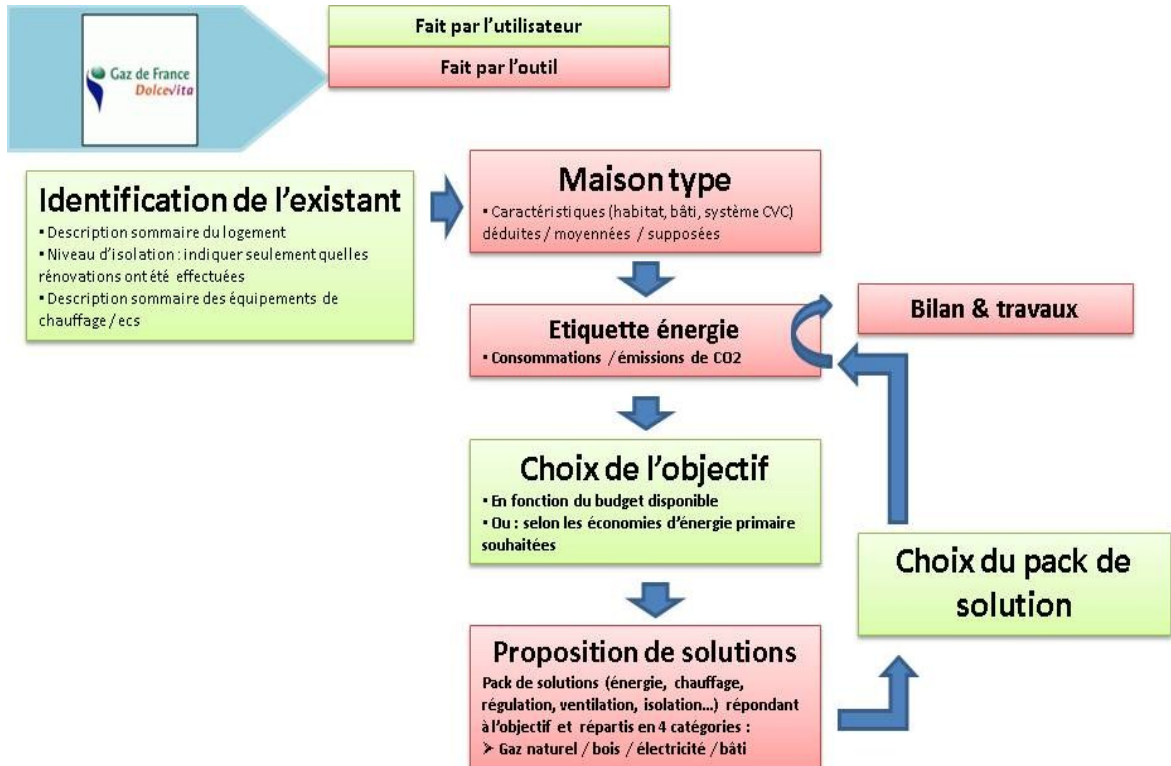 Gaz de France
DolceVita
Fait par l'utilisateur
Fait par l'outil
Identification de l'existant
▪ Description sommaire du logement
▪ Niveau d'isolation : indiquer seulement quelles
rénovations ont été effectuées
▪ Description sommaire des équipements de
chauffage / ecs
Maison type
▪ Caractéristiques (habitat, bâti, système CVC)
déduites / moyennées / supposées
Etiquette énergie
▪ Consommations / émissions de CO2
Bilan & travaux
Choix de l'objectif
▪ En fonction du budget disponible
▪ Ou : selon les économies d'énergie primaire
souhaitées
Proposition de solutions
Pack de solutions (énergie, chauffage,
régulation, ventilation, isolation...) répondant
à l'objectif et répartis en 4 catégories :
➢ Gaz naturel / bois / électricité / bâti
Choix du pack de
solution